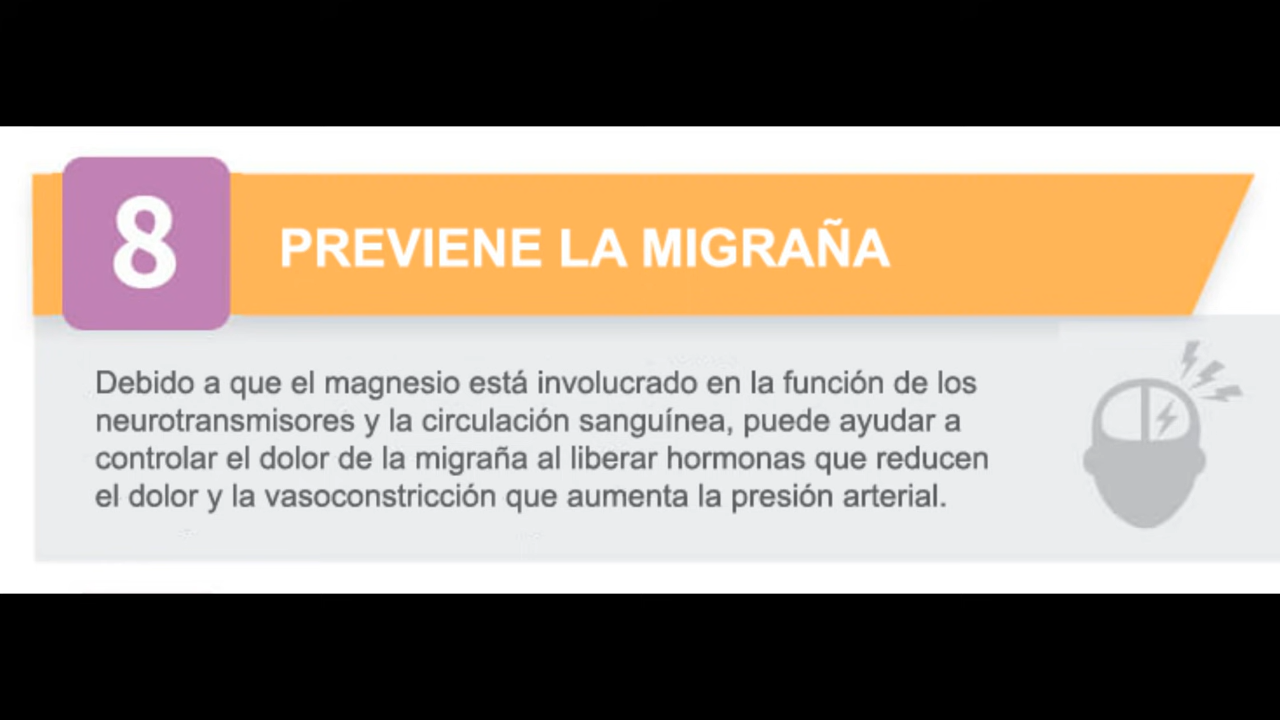 8
PREVIENE LA MIGRAÑA
Debido a que el magnesio está involucrado en la función de los
neurotransmisores y la circulación sanguínea, puede ayudar a
controlar el dolor de la migraña al liberar hormonas que reducen
el dolor y la vasoconstricción que aumenta la presión arterial.